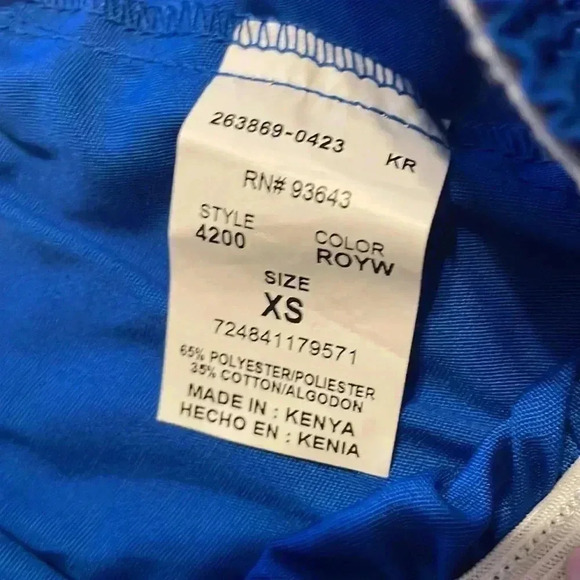 263869-0423 KR
RN# 93643
STYLE COLOR
4200 ROYW
SIZE
XS
724841179571
65% POLYESTER/POLIESTER
35% COTTON/ALGODON
MADE IN : KENYA
HECHO EN : KENIA